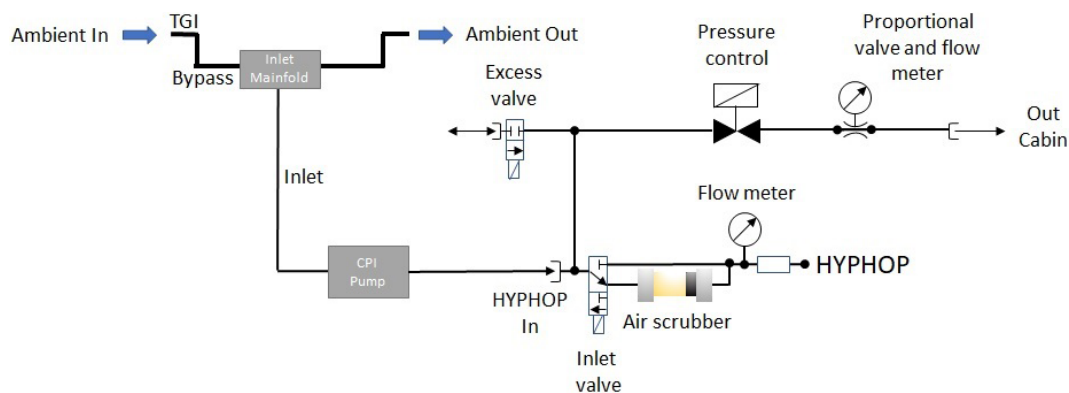 Ambient In
TGI
Bypass
Inlet
Mainfold
Ambient Out
Excess
valve
Pressure
control
Proportional
valve and flow
meter
Out
Cabin
Inlet
CPI
Pump
HYPHOP
In
Flow meter
HYPHOP
Air scrubber
Inlet
valve